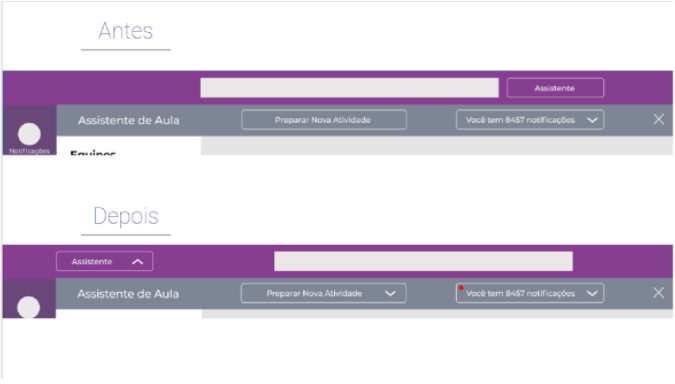 Antes
Assistente
Assistente de Aula
Preparar Nova Atividade
Você tem 8457 notificações
Notificações
Equipes
Depois
Assistente
Assistente de Aula
Preparar Nova Atividade
Você tem 8457 notificações